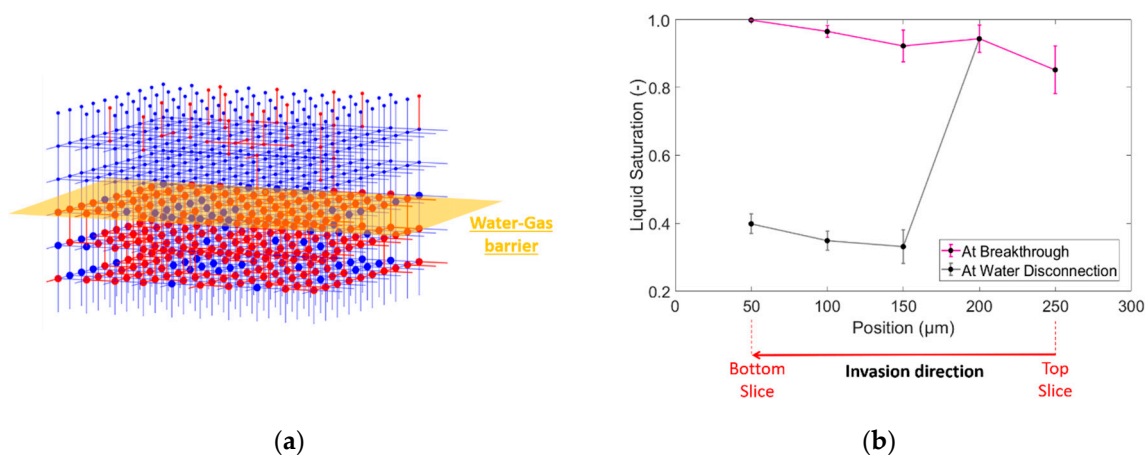 Water-Gas
barrier
(a)
Liquid Saturation (-)
1.0
0.8
0.6
0.4
0.2
At Breakthrough
At Water Disconnection
0 50 100 150 200 250 300
Position (µm)
Bottom
Slice
Invasion direction
Top
Slice
(b)